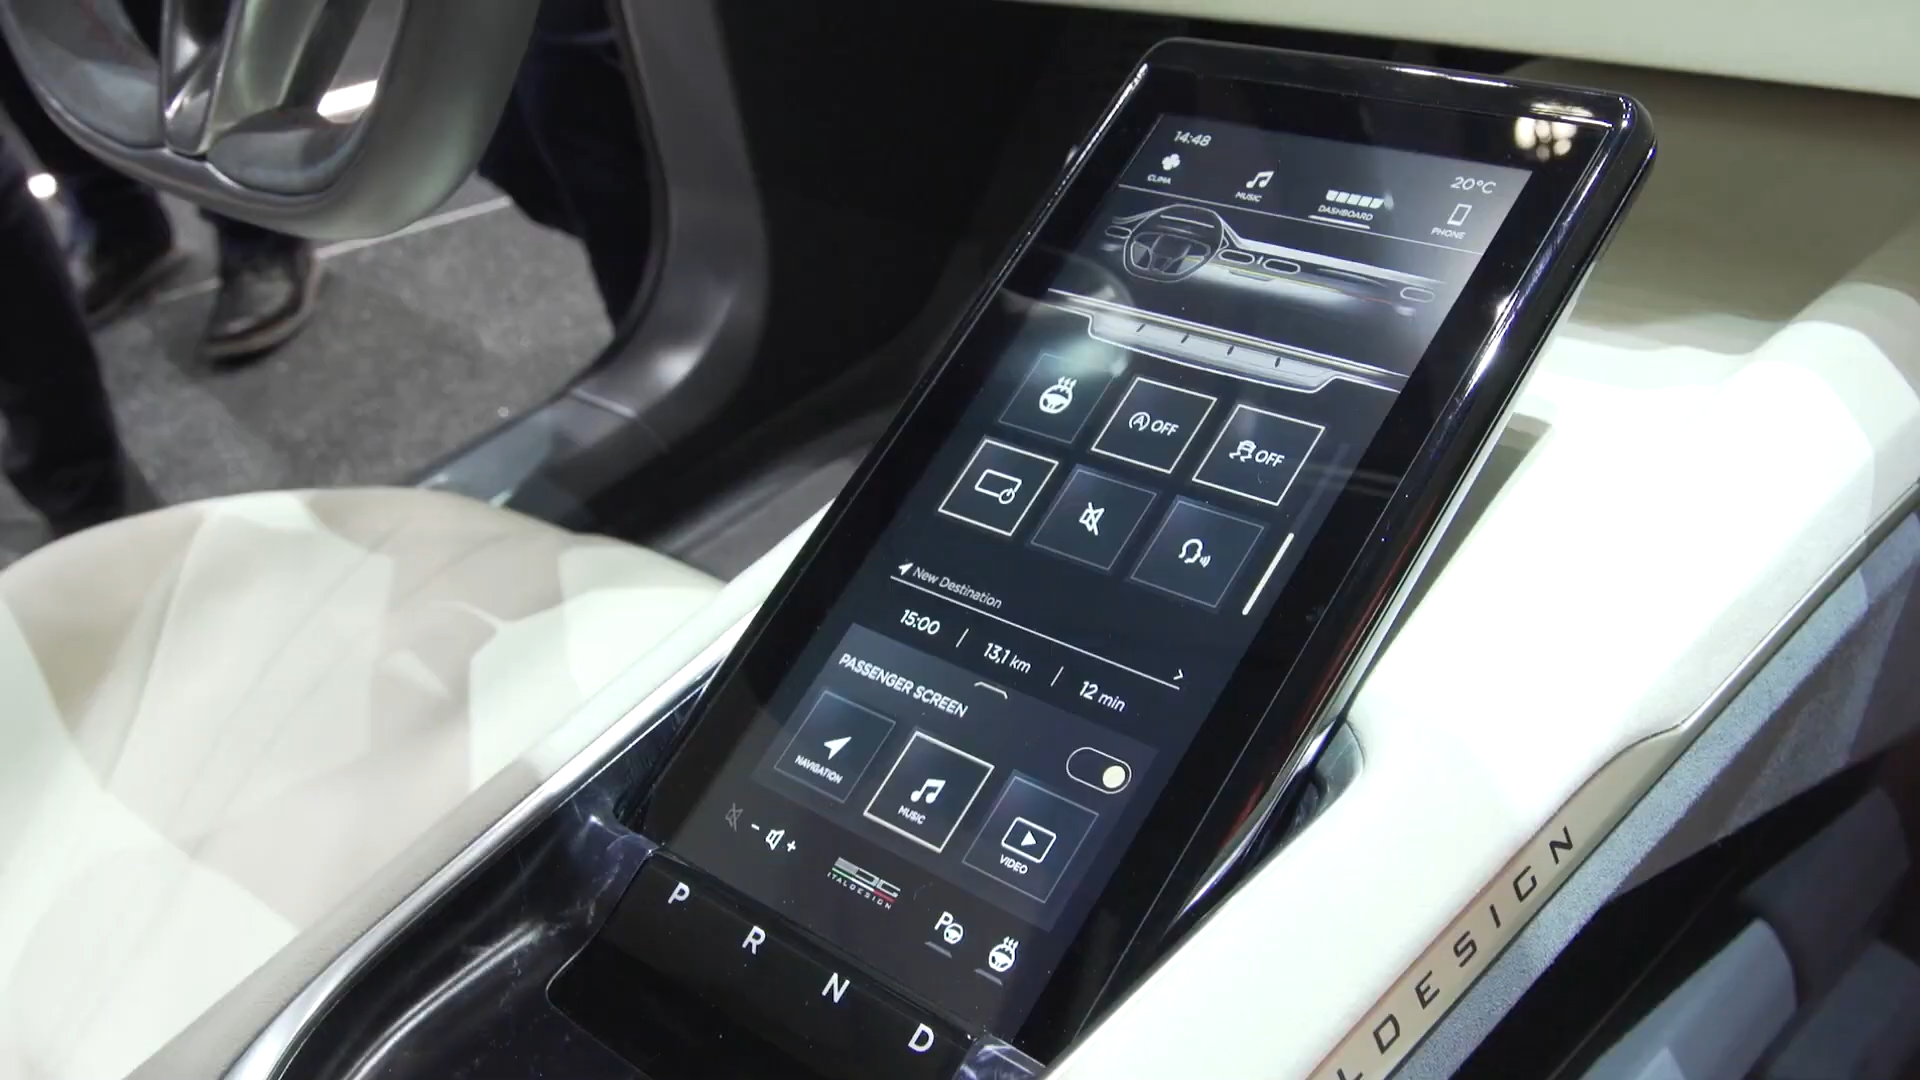 14:48
20°C
CLIMA
MUSIC
DASHBOARD
PHONE
A OFF
OFF
New Destination
15:00 | 13,1 km | 12 min
PASSENGER SCREEN
NAVIGATION
MUSIC
VIDEO
- +
ITALDESIGN
P
P
R
N
D
LDESIGN